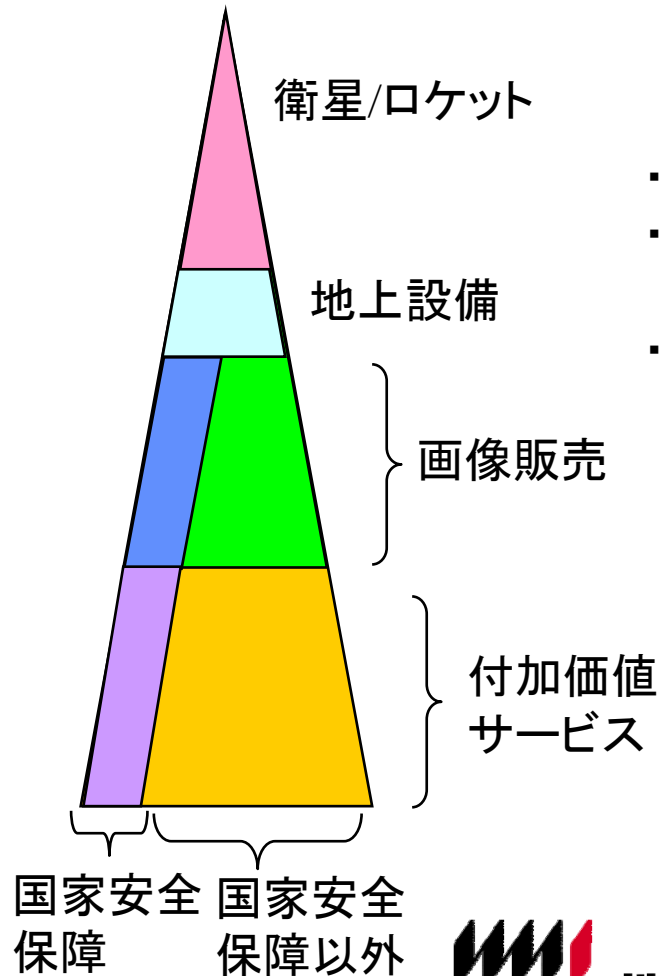 衛星/ロケット
地上設備
画像販売
付加価値
サービス
国家安全
保障
国家安全
保障以外